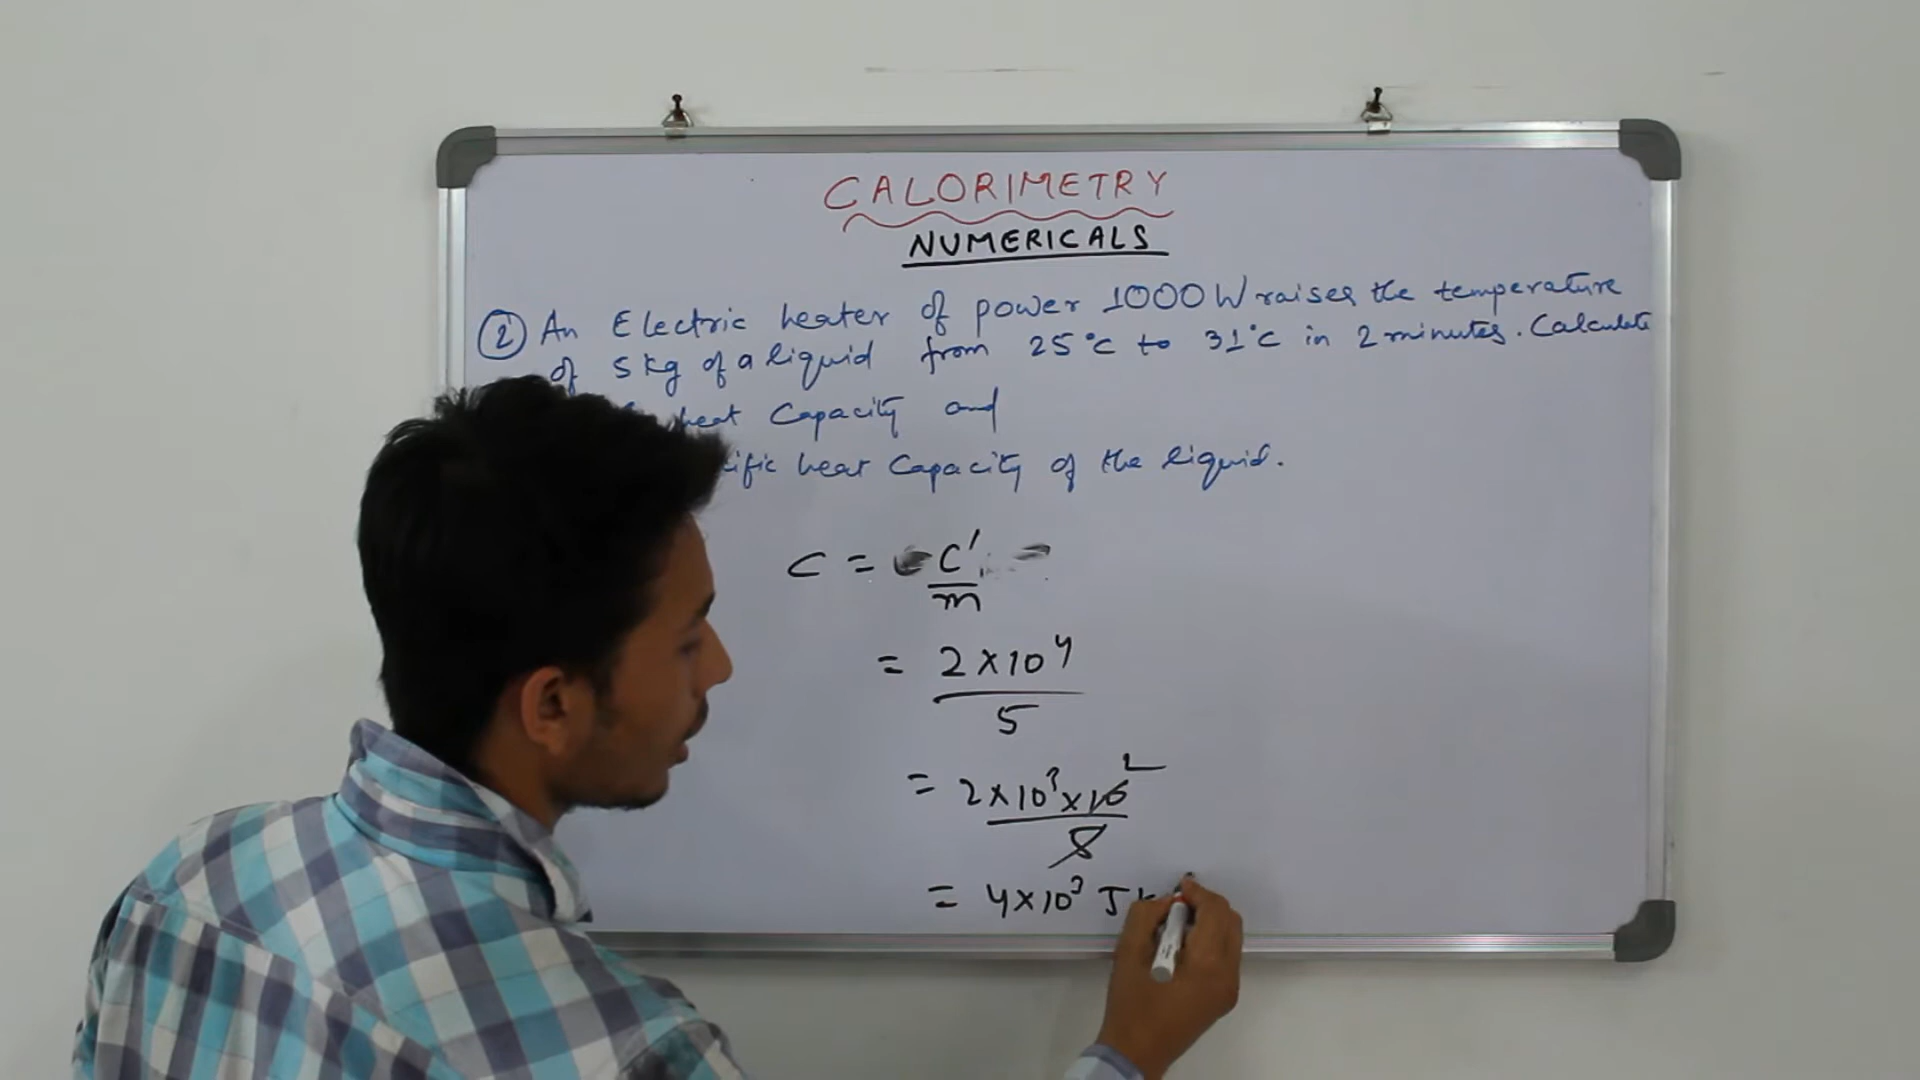 CALORIMETRY
NUMERICALS
② An Electric heater of power 1000W raises the temperature
of 5 kg of a liquid from 25°C to 31°C in 2 minutes. Calculate
heat Capacity and
heat Capacity of the liquid.
C = C'/m
= 2×10⁴/5
= 2×10³×10 2/5
= 4×10³ J k